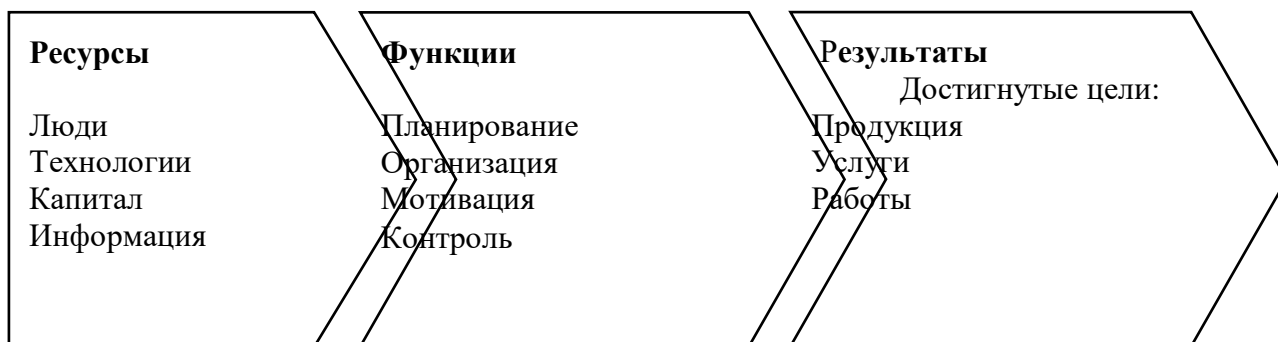 Ресурсы
Люди
Технологии
Капитал
Информация
Функции
Планирование
Организация
Мотивация
Контроль
Результаты
Достигнутые цели:
Продукция
Услуги
Работы